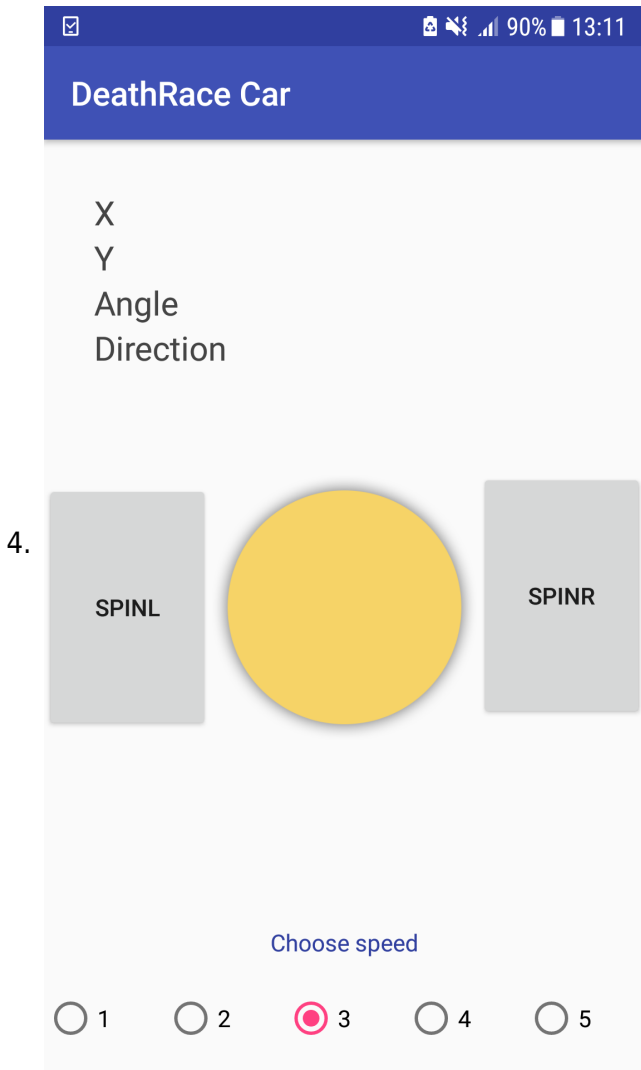 90% 13:11
DeathRace Car
X
Y
Angle
Direction
4.
SPINL
SPINR
Choose speed
1 2 3 4 5